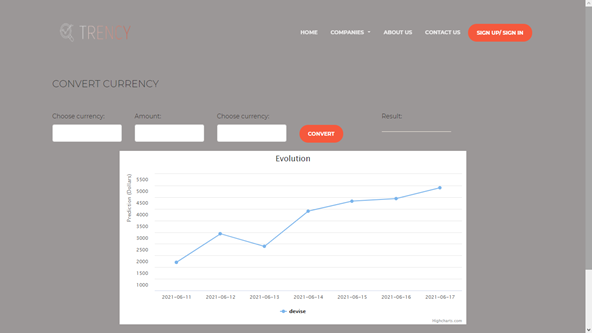 TRENCY
HOME
COMPANIES
ABOUT US
CONTACT US
SIGN UP/ SIGN IN
CONVERT CURRENCY
Choose currency:
Amount:
Choose currency:
CONVERT
Result:
Evolution
Prediction (Dollars)
5500
5000
4500
4000
3500
3000
2500
2000
1500
1000
2021-06-11
2021-06-12
2021-06-13
2021-06-14
2021-06-15
2021-06-16
2021-06-17
devise
Highcharts.com